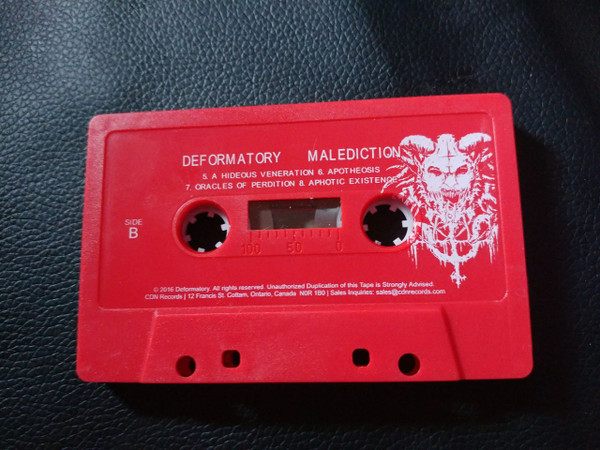 DEFORMATORY MALEDICTION
5. A HIDEOUS VENERATION 6. APOTHEOSIS
7. ORACLES OF PERDITION 8. APHOTIC EXISTENCE
SIDE
B
100 50 0
© 2016 Deformatory. All rights reserved. Unauthorized Duplication of this Tape is Strongly Advised.
CDN Records | 12 Francis St. Cottam, Ontario, Canada N0R 1B0 | Sales Inquiries: sales@cdnrecords.com